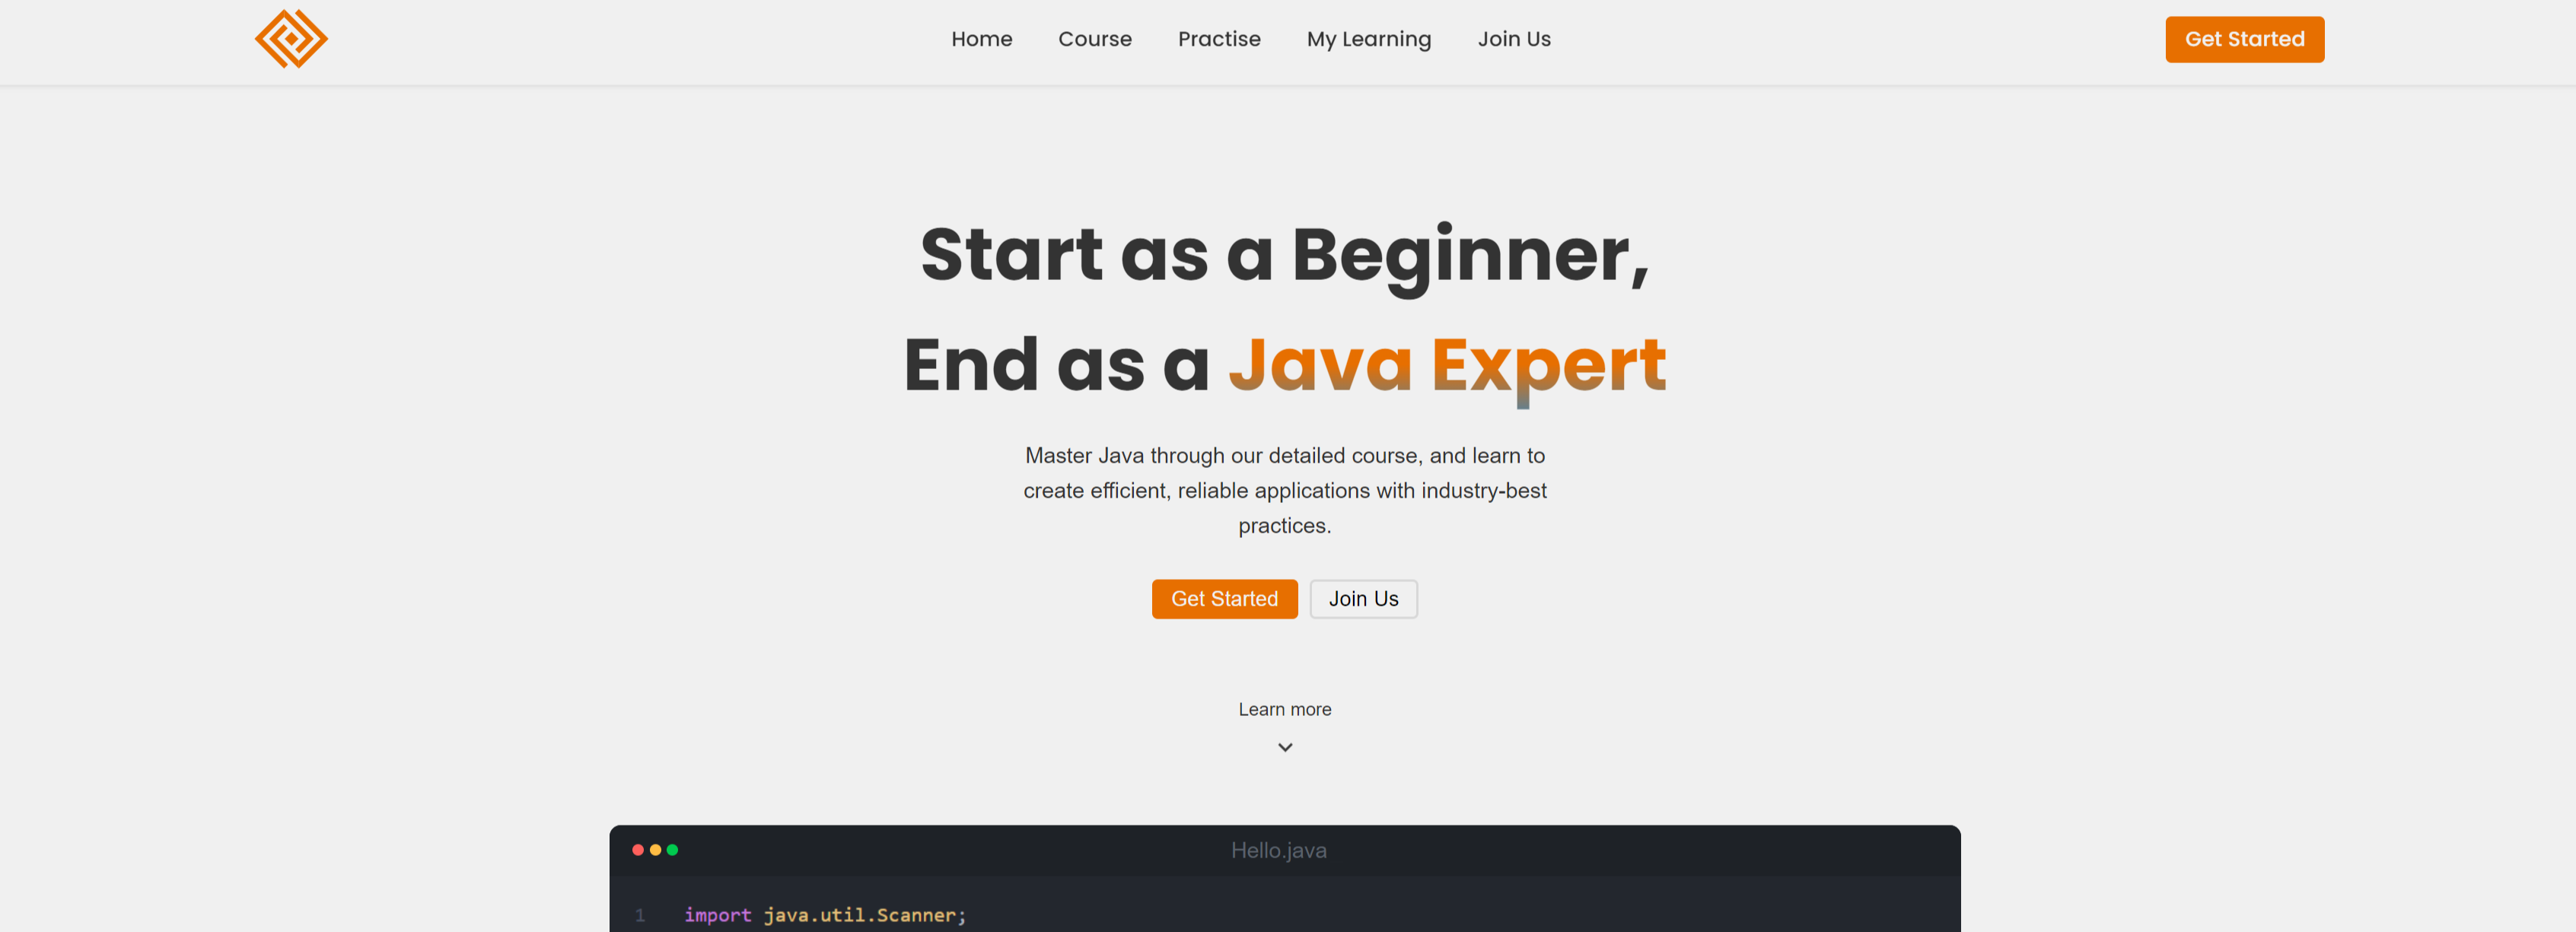 Home
Course
Practise
My Learning
Join Us
Get Started
Start as a Beginner,
End as a Java Expert
Master Java through our detailed course, and learn to
create efficient, reliable applications with industry-best
practices.
Get Started
Join Us
Learn more
Hello.java
1 import java.util.Scanner;